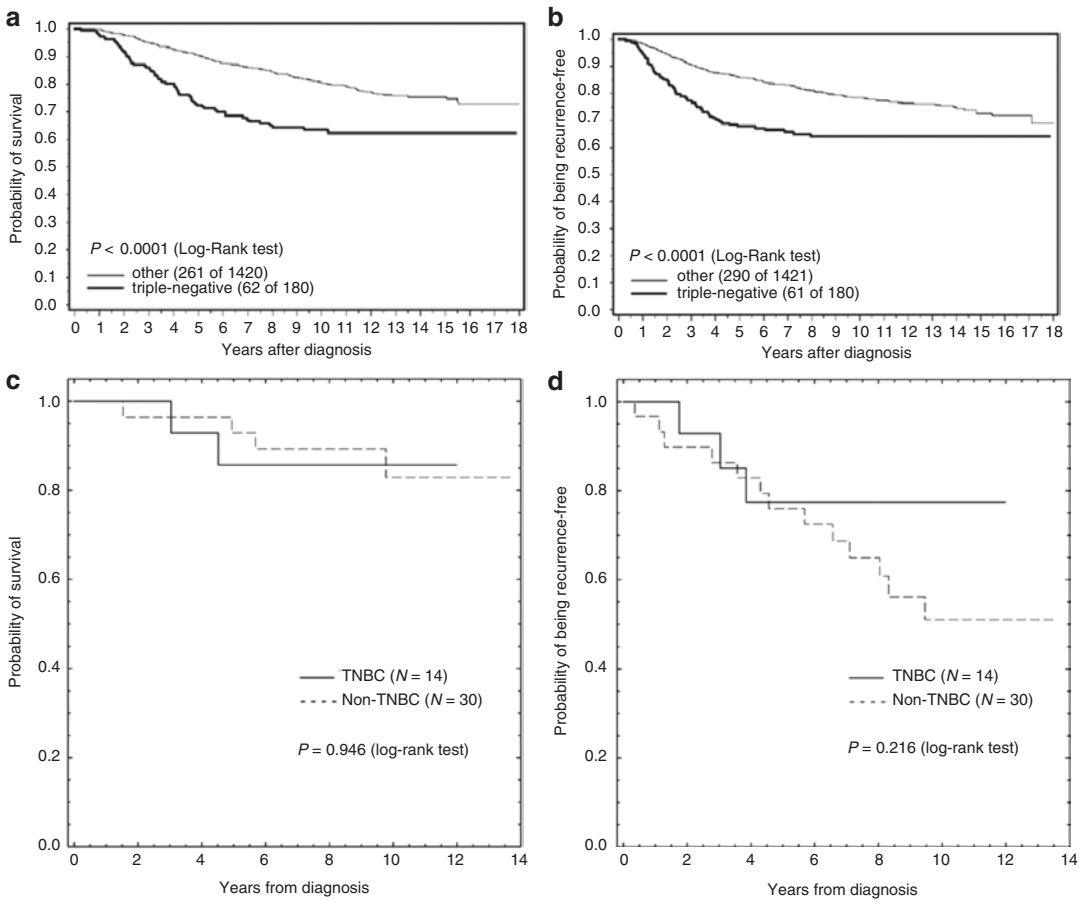 a
1.0
0.9
0.8
0.7
0.6
0.5
0.4
0.3
0.2
0.1
0.0
Probability of survival
P < 0.0001 (Log-Rank test)
other (261 of 1420)
triple-negative (62 of 180)
0 1 2 3 4 5 6 7 8 9 10 11 12 13 14 15 16 17 18
Years after diagnosis
b
1.0
0.9
0.8
0.7
0.6
0.5
0.4
0.3
0.2
0.1
0.0
Probability of being recurrence-free
P < 0.0001 (Log-Rank test)
other (290 of 1421)
triple-negative (61 of 180)
0 1 2 3 4 5 6 7 8 9 10 11 12 13 14 15 16 17 18
Years after diagnosis
c
1.0
0.8
0.6
0.4
0.2
0.0
Probability of survival
TNBC (N = 14)
Non-TNBC (N = 30)
P = 0.946 (log-rank test)
0 2 4 6 8 10 12 14
Years from diagnosis
d
1.0
0.8
0.6
0.4
0.2
0.0
Probability of being recurrence-free
TNBC (N = 14)
Non-TNBC (N = 30)
P = 0.216 (log-rank test)
0 2 4 6 8 10 12 14
Years from diagnosis